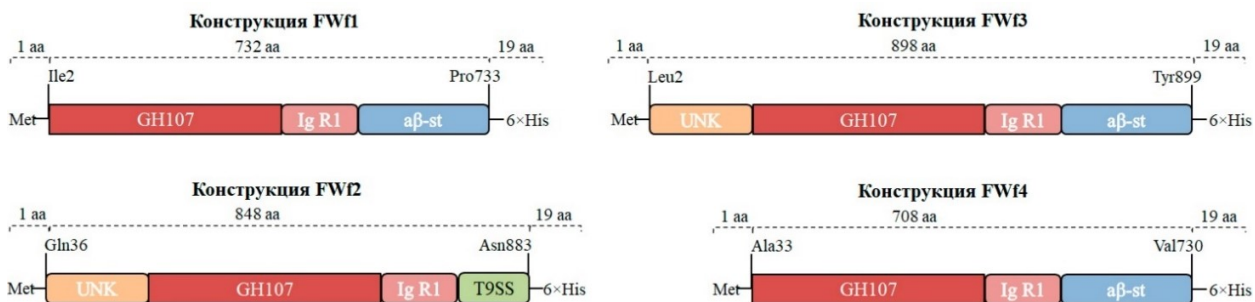 Конструкция FWf1
1 aa 732 aa 19 aa
Ile2 Pro733
Met GH107 Ig R1 aβ-st 6×His
Конструкция FWf3
1 aa 898 aa 19 aa
Leu2 Tyr899
Met UNK GH107 Ig R1 aβ-st 6×His
Конструкция FWf2
1 aa 848 aa 19 aa
Gln36 Asn883
Met UNK GH107 Ig R1 T9SS 6×His
Конструкция FWf4
1 aa 708 aa 19 aa
Ala33 Val730
Met GH107 Ig R1 aβ-st 6×His